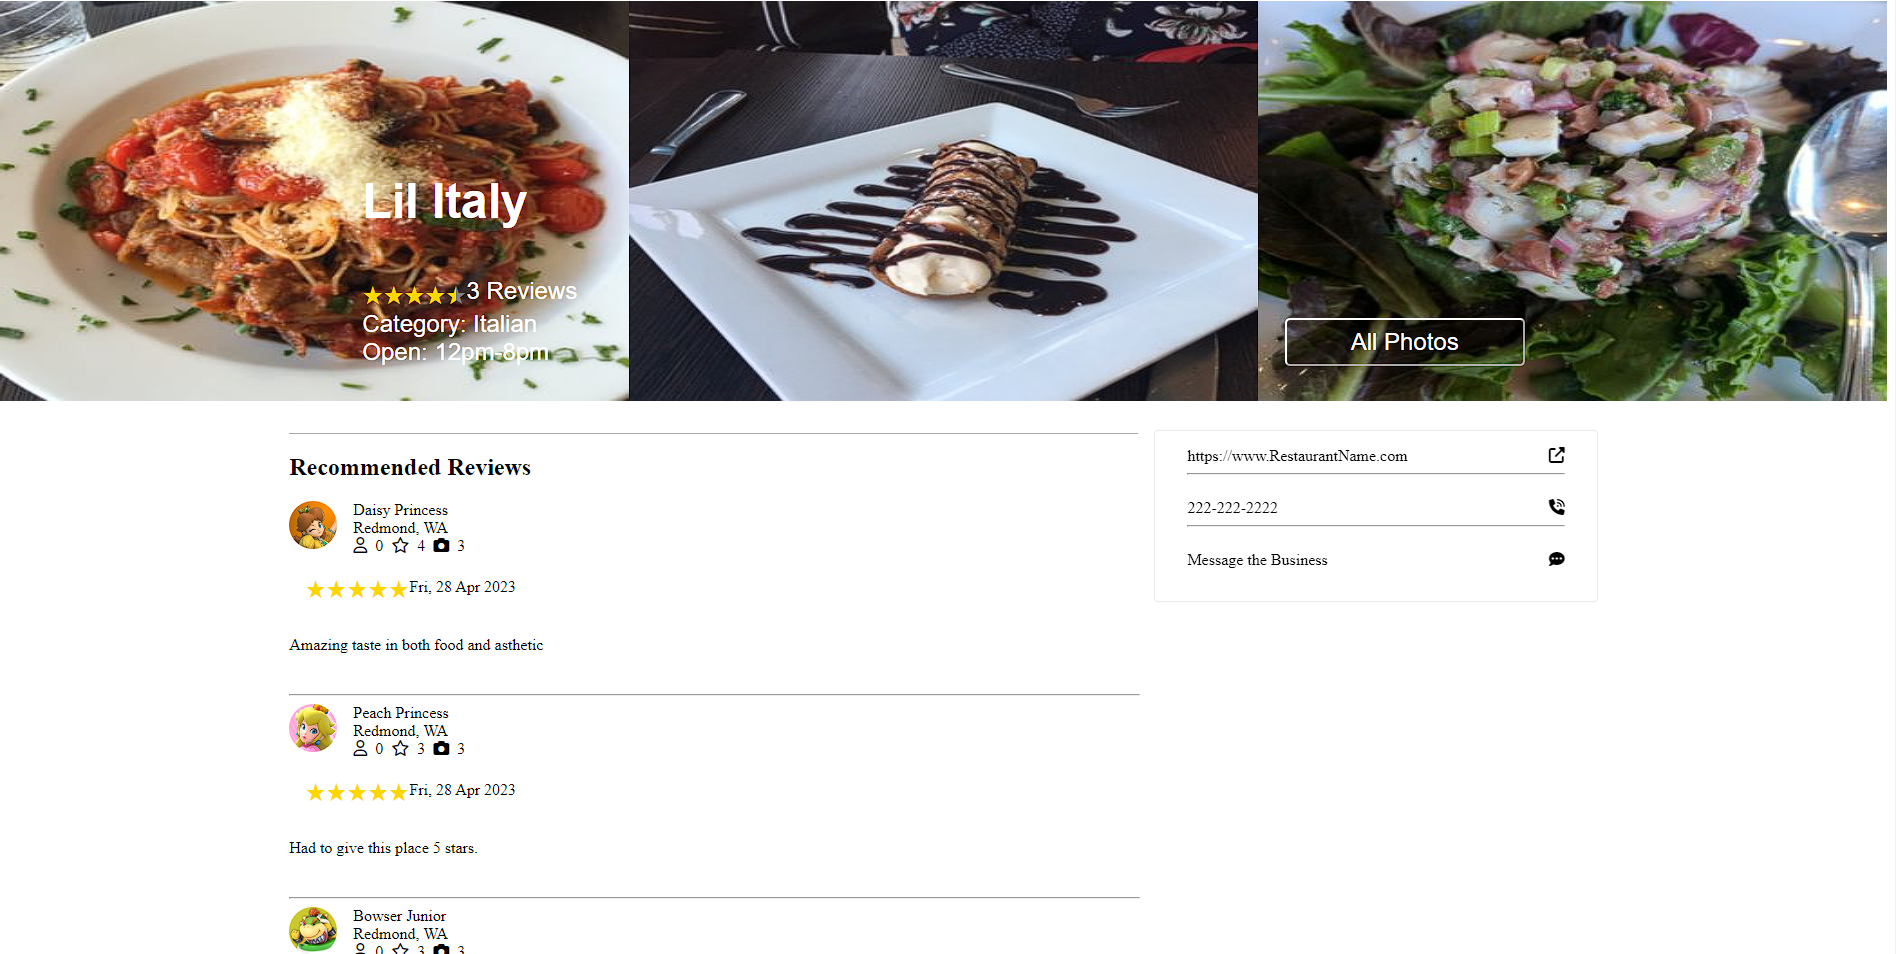 Lil Italy
3 Reviews
Category: Italian
Open: 12pm-8pm
All Photos
Recommended Reviews
Daisy Princess
Redmond, WA
0 4 3
Fri, 28 Apr 2023
Amazing taste in both food and asthetic
Peach Princess
Redmond, WA
0 3 3
Fri, 28 Apr 2023
Had to give this place 5 stars.
Bowser Junior
Redmond, WA
0 3 3
https://www.RestaurantName.com
222-222-2222
Message the Business